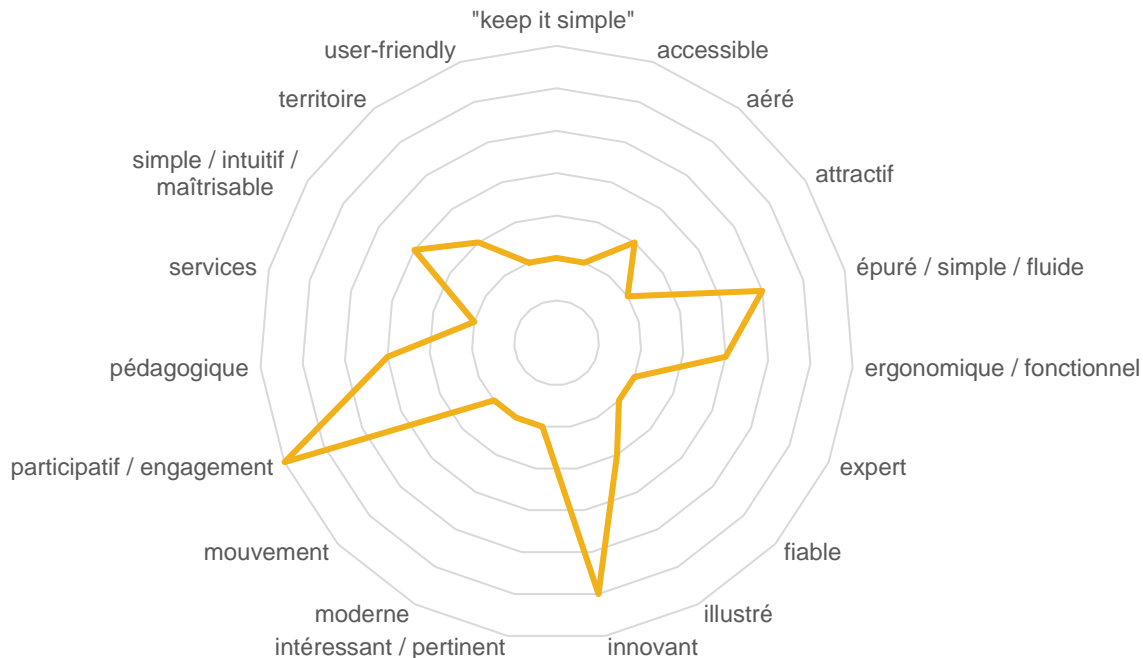 "keep it simple"
accessible
aéré
attractif
épuré / simple / fluide
ergonomique / fonctionnel
expert
fiable
illustré
innovant
intéressant / pertinent
moderne
mouvement
participatif / engagement
pédagogique
services
simple / intuitif /
maîtrisable
territoire
user-friendly